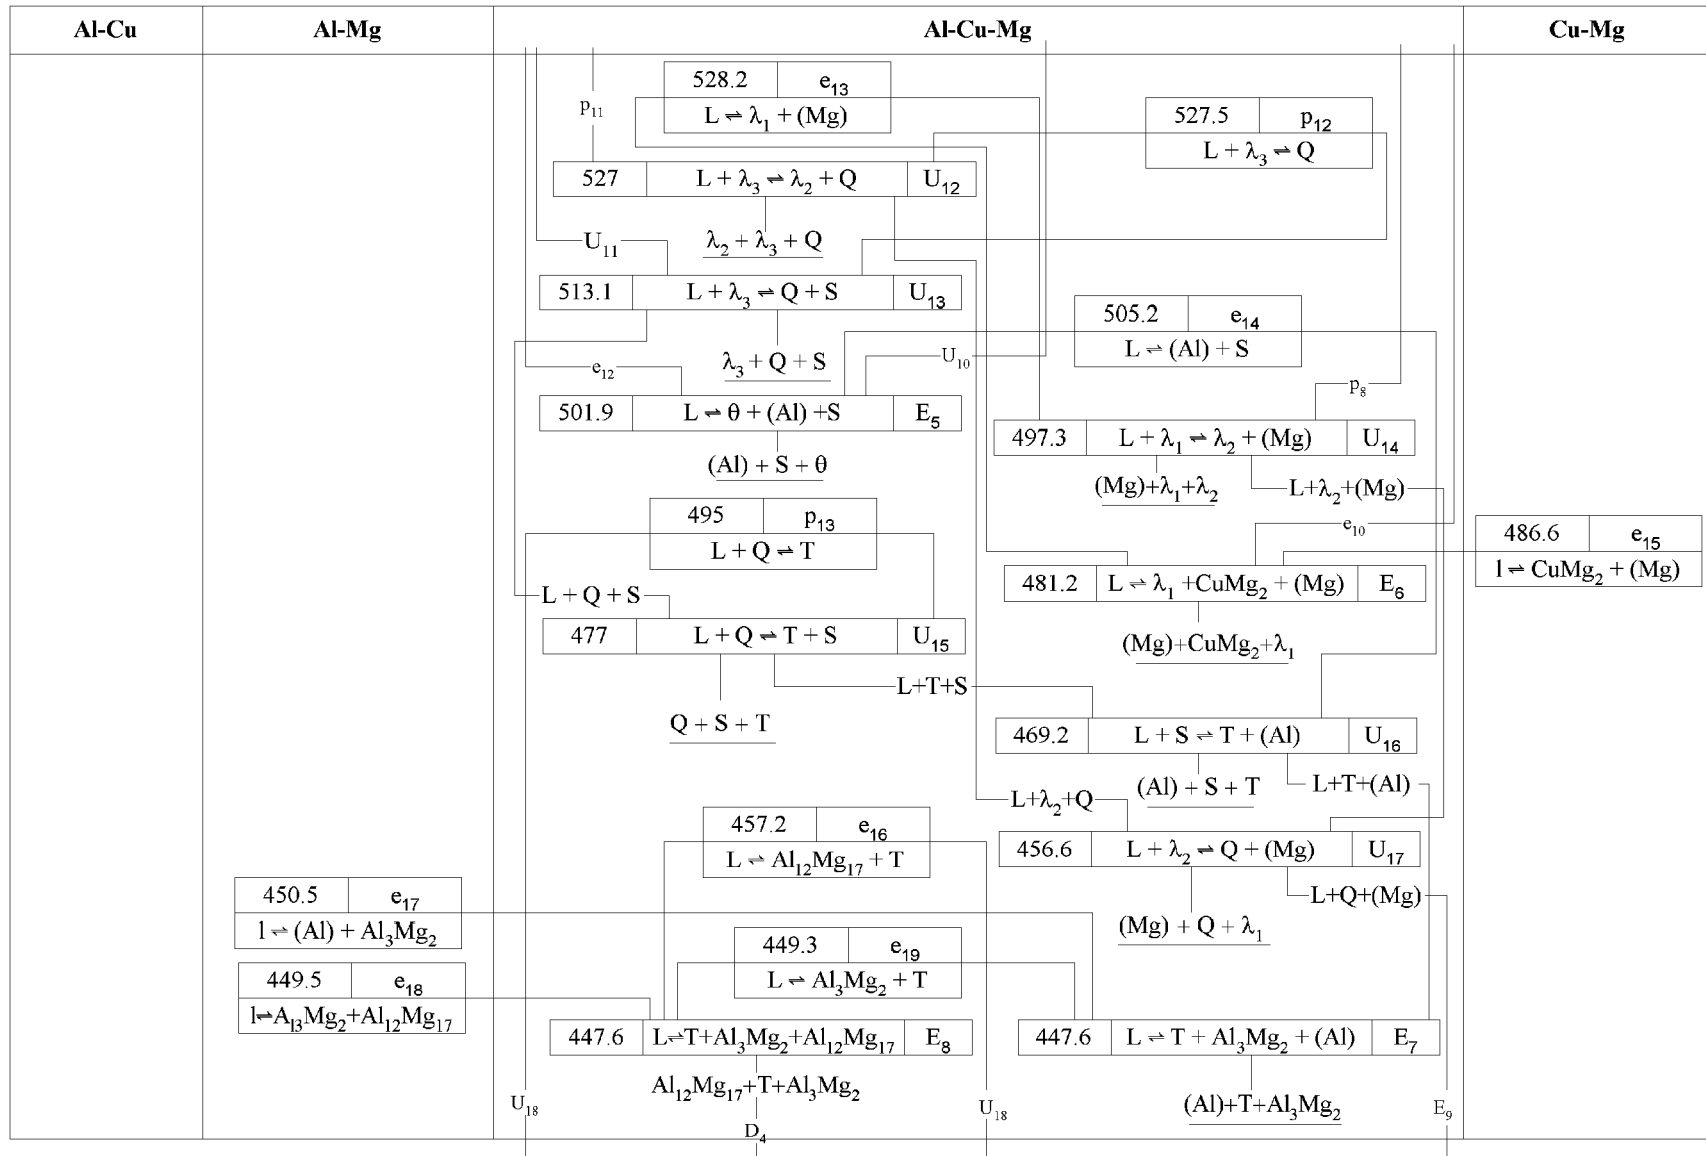 Al-Cu
Al-Mg
Al-Cu-Mg
Cu-Mg
528.2 e₁₃
L ⇌ λ₁ + (Mg)
p₁₁
527.5 p₁₂
L + λ₃ ⇌ Q
527 L + λ₃ ⇌ λ₂ + Q U₁₂
U₁₁
λ₂ + λ₃ + Q
513.1 L + λ₃ ⇌ Q + S U₁₃
505.2 e₁₄
L ⇌ (Al) + S
e₁₂
λ₃ + Q + S
U₁₀
p₈
501.9 L ⇌ θ + (Al) +S E₅
497.3 L + λ₁ ⇌ λ₂ + (Mg) U₁₄
(Al) + S + θ
(Mg)+λ₁+λ₂
L+λ₂+(Mg)
495 p₁₃
L + Q ⇌ T
e₁₀
486.6 e₁₅
l ⇌ CuMg₂ + (Mg)
481.2 L ⇌ λ₁ +CuMg₂ + (Mg) E₆
L + Q + S
477 L + Q ⇌ T + S U₁₅
(Mg)+CuMg₂+λ₁
L+T+S
Q + S + T
469.2 L + S ⇌ T + (Al) U₁₆
(Al) + S + T
L+T+(Al)
L+λ₂+Q
457.2 e₁₆
L ⇌ Al₁₂Mg₁₇ + T
456.6 L + λ₂ ⇌ Q + (Mg) U₁₇
450.5 e₁₇
l ⇌ (Al) + Al₃Mg₂
L+Q+(Mg)
(Mg) + Q + λ₁
449.3 e₁₉
L ⇌ Al₃Mg₂ + T
449.5 e₁₈
l⇌A₁₃Mg₂+Al₁₂Mg₁₇
447.6 L⇌T+Al₃Mg₂+Al₁₂Mg₁₇ E₈
447.6 L ⇌ T + Al₃Mg₂ + (Al) E₇
Al₁₂Mg₁₇+T+Al₃Mg₂
(Al)+T+Al₃Mg₂
U₁₈
D₄
U₁₈
E₉